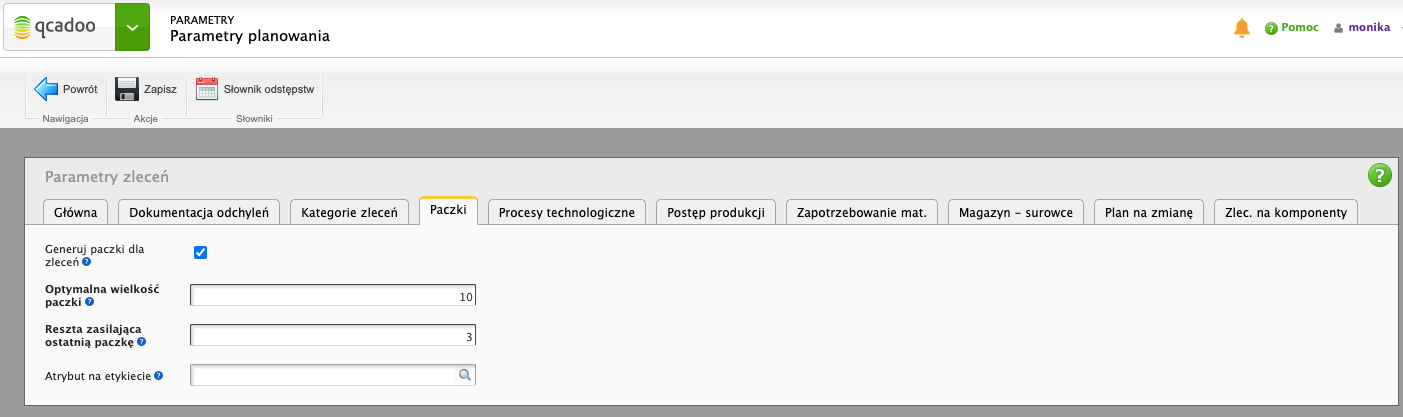 qcadoo
PARAMETRY
Parametry planowania
Pomoc
monika
Powrót
Zapisz
Słownik odstępstw
Nawigacja
Akcje
Słowniki
Parametry zleceń
?
Główna
Dokumentacja odchyleń
Kategorie zleceń
Paczki
Procesy technologiczne
Postęp produkcji
Zapotrzebowanie mat.
Magazyn - surowce
Plan na zmianę
Zlec. na komponenty
Generuj paczki dla
zleceń ?
Optymalna wielkość
paczki ?
10
Reszta zasilająca
ostatnią paczkę ?
3
Atrybut na etykiecie ?